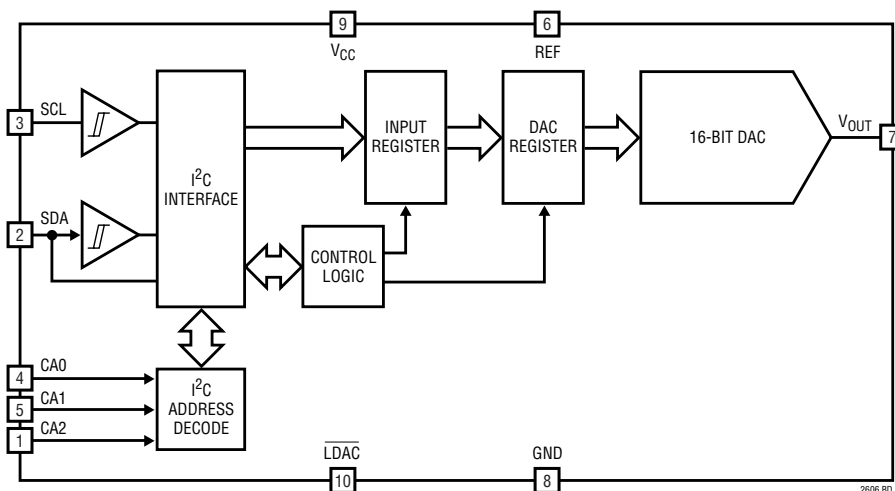 9
6
V_CC
REF
3
SCL
I²C
INTERFACE
INPUT
REGISTER
DAC
REGISTER
16-BIT DAC
V_OUT
7
2
SDA
CONTROL
LOGIC
4
CA0
5
CA1
1
CA2
I²C
ADDRESS
DECODE
L̅D̅A̅C̅
GND
10
8
2606 BD